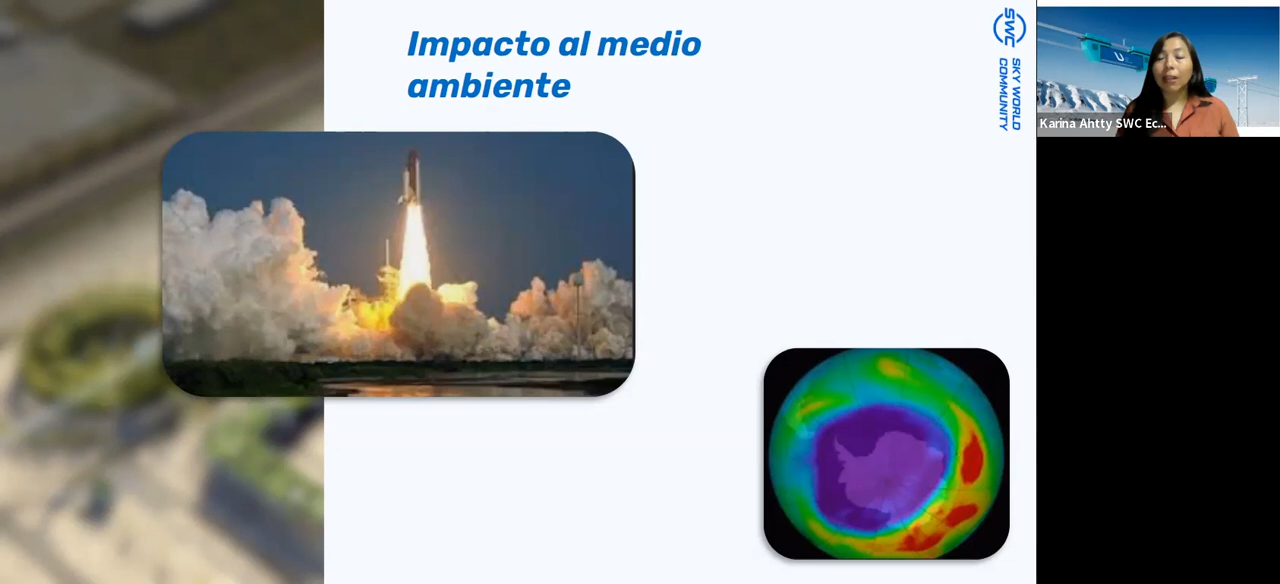 Impacto al medio
ambiente
SWC
SKY WORLD
COMMUNITY
Karina Ahtty SWC Ec...